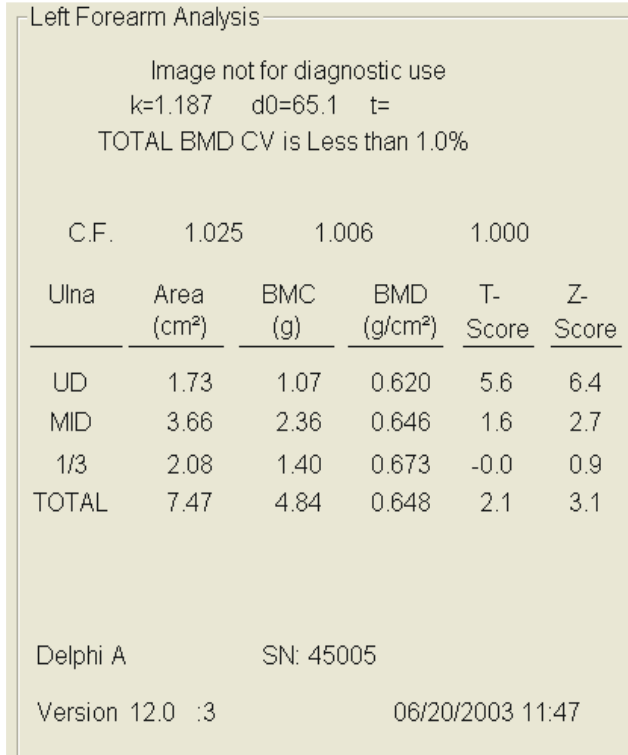 Left Forearm Analysis
Image not for diagnostic use
k=1.187 d0=65.1 t=
TOTAL BMD CV is Less than 1.0%
C.F. 1.025 1.006 1.000
Ulna Area BMC BMD T- Z-
(cm²) (g) (g/cm²) Score Score
UD 1.73 1.07 0.620 5.6 6.4
MID 3.66 2.36 0.646 1.6 2.7
1/3 2.08 1.40 0.673 -0.0 0.9
TOTAL 7.47 4.84 0.648 2.1 3.1
Delphi A SN: 45005
Version 12.0 :3 06/20/2003 11:47